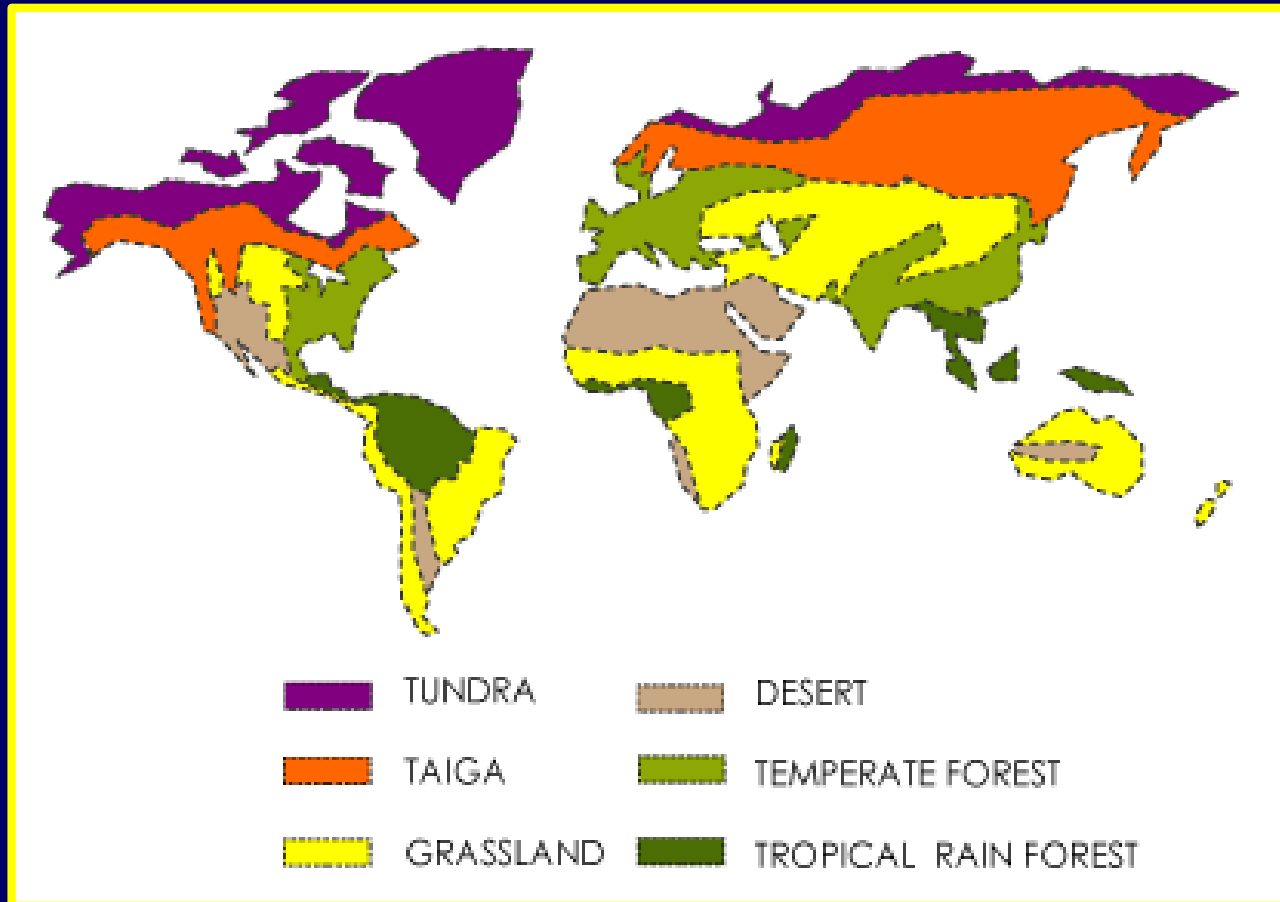 TUNDRA
DESERT
TAIGA
TEMPERATE FOREST
GRASSLAND
TROPICAL RAIN FOREST